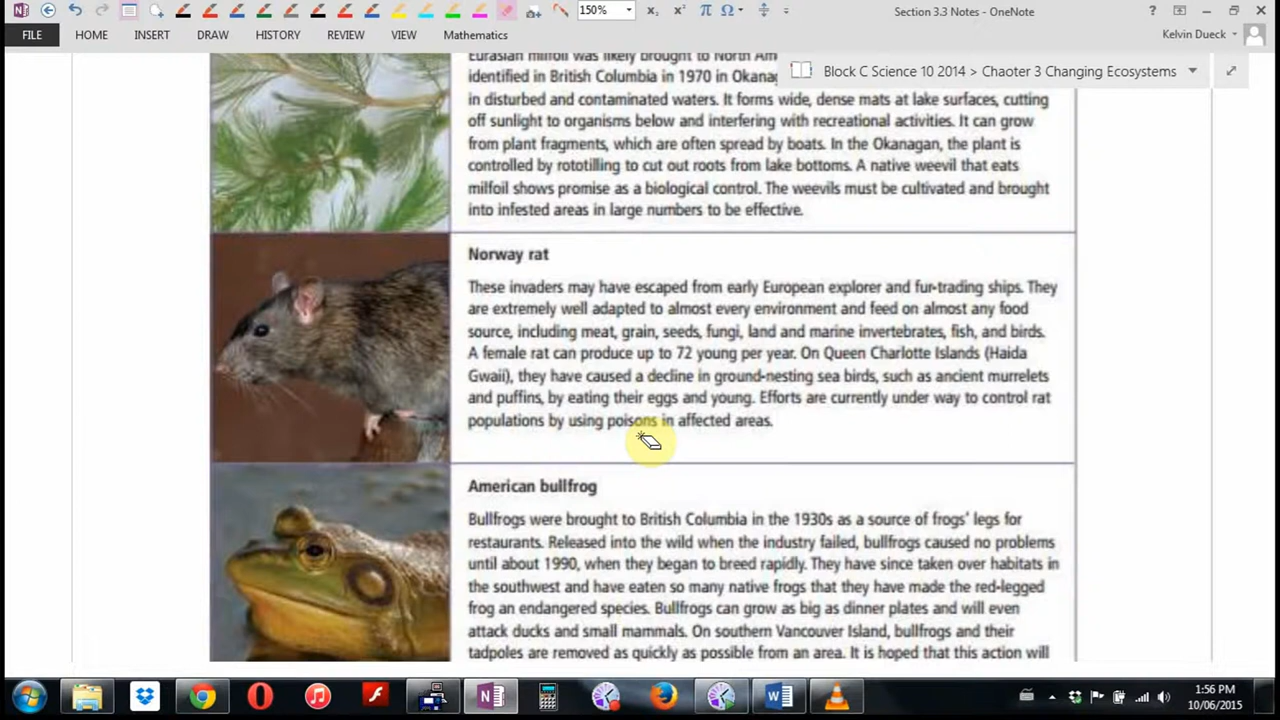 150%
Section 3.3 Notes - OneNote
FILE
HOME
INSERT
DRAW
HISTORY
REVIEW
VIEW
Mathematics
Kelvin Dueck
Block C Science 10 2014 > Chaoter 3 Changing Ecosystems
Eurasian milfoil was likely brought to North Am
identified in British Columbia in 1970 in Okanag
in disturbed and contaminated waters. It forms wide, dense mats at lake surfaces, cutting
off sunlight to organisms below and interfering with recreational activities. It can grow
from plant fragments, which are often spread by boats. In the Okanagan, the plant is
controlled by rototilling to cut out roots from lake bottoms. A native weevil that eats
milfoil shows promise as a biological control. The weevils must be cultivated and brought
into infested areas in large numbers to be effective.
Norway rat
These invaders may have escaped from early European explorer and fur-trading ships. They
are extremely well adapted to almost every environment and feed on almost any food
source, including meat, grain, seeds, fungi, land and marine invertebrates, fish, and birds.
A female rat can produce up to 72 young per year. On Queen Charlotte Islands (Haida
Gwaii), they have caused a decline in ground-nesting sea birds, such as ancient murrelets
and puffins, by eating their eggs and young. Efforts are currently under way to control rat
populations by using poisons in affected areas.
American bullfrog
Bullfrogs were brought to British Columbia in the 1930s as a source of frogs' legs for
restaurants. Released into the wild when the industry failed, bullfrogs caused no problems
until about 1990, when they began to breed rapidly. They have since taken over habitats in
the southwest and have eaten so many native frogs that they have made the red-legged
frog an endangered species. Bullfrogs can grow as big as dinner plates and will even
attack ducks and small mammals. On southern Vancouver Island, bullfrogs and their
tadpoles are removed as quickly as possible from an area. It is hoped that this action will
1:56 PM
10/06/2015